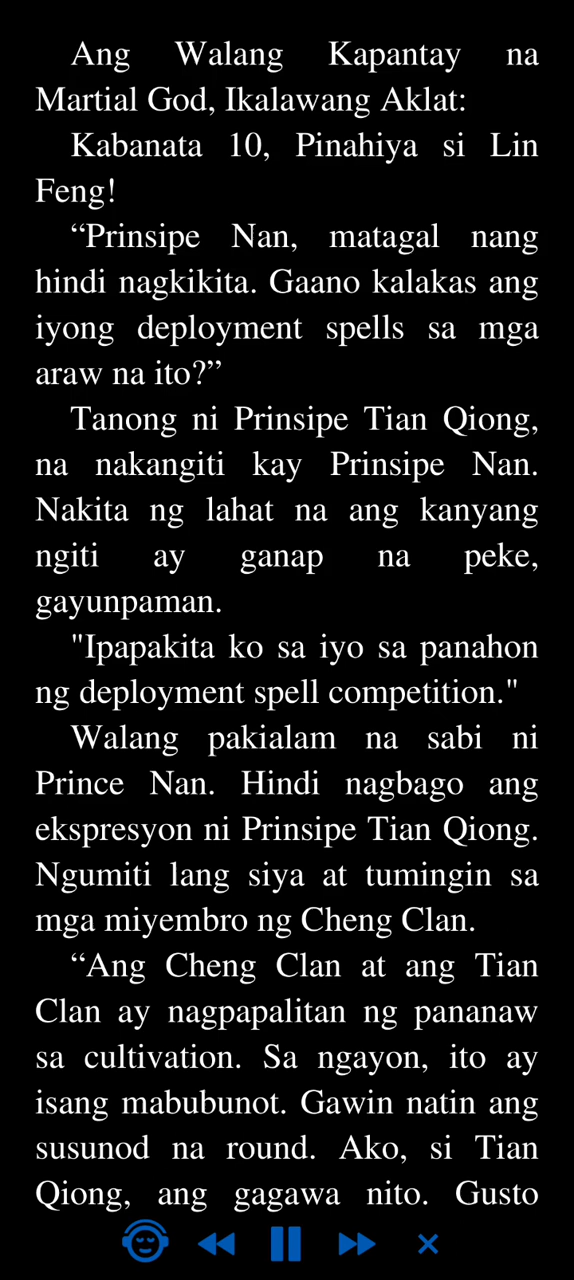 Ang Walang Kapantay na
Martial God, Ikalawang Aklat:
Kabanata 10, Pinahiya si Lin
Feng!
“Prinsipe Nan, matagal nang
hindi nagkikita. Gaano kalakas ang
iyong deployment spells sa mga
araw na ito?”
Tanong ni Prinsipe Tian Qiong,
na nakangiti kay Prinsipe Nan.
Nakita ng lahat na ang kanyang
ngiti ay ganap na peke,
gayunpaman.
"Ipapakita ko sa iyo sa panahon
ng deployment spell competition."
Walang pakialam na sabi ni
Prince Nan. Hindi nagbago ang
ekspresyon ni Prinsipe Tian Qiong.
Ngumiti lang siya at tumingin sa
mga miyembro ng Cheng Clan.
“Ang Cheng Clan at ang Tian
Clan ay nagpapalitan ng pananaw
sa cultivation. Sa ngayon, ito ay
isang mabubunot. Gawin natin ang
susunod na round. Ako, si Tian
Qiong, ang gagawa nito. Gusto